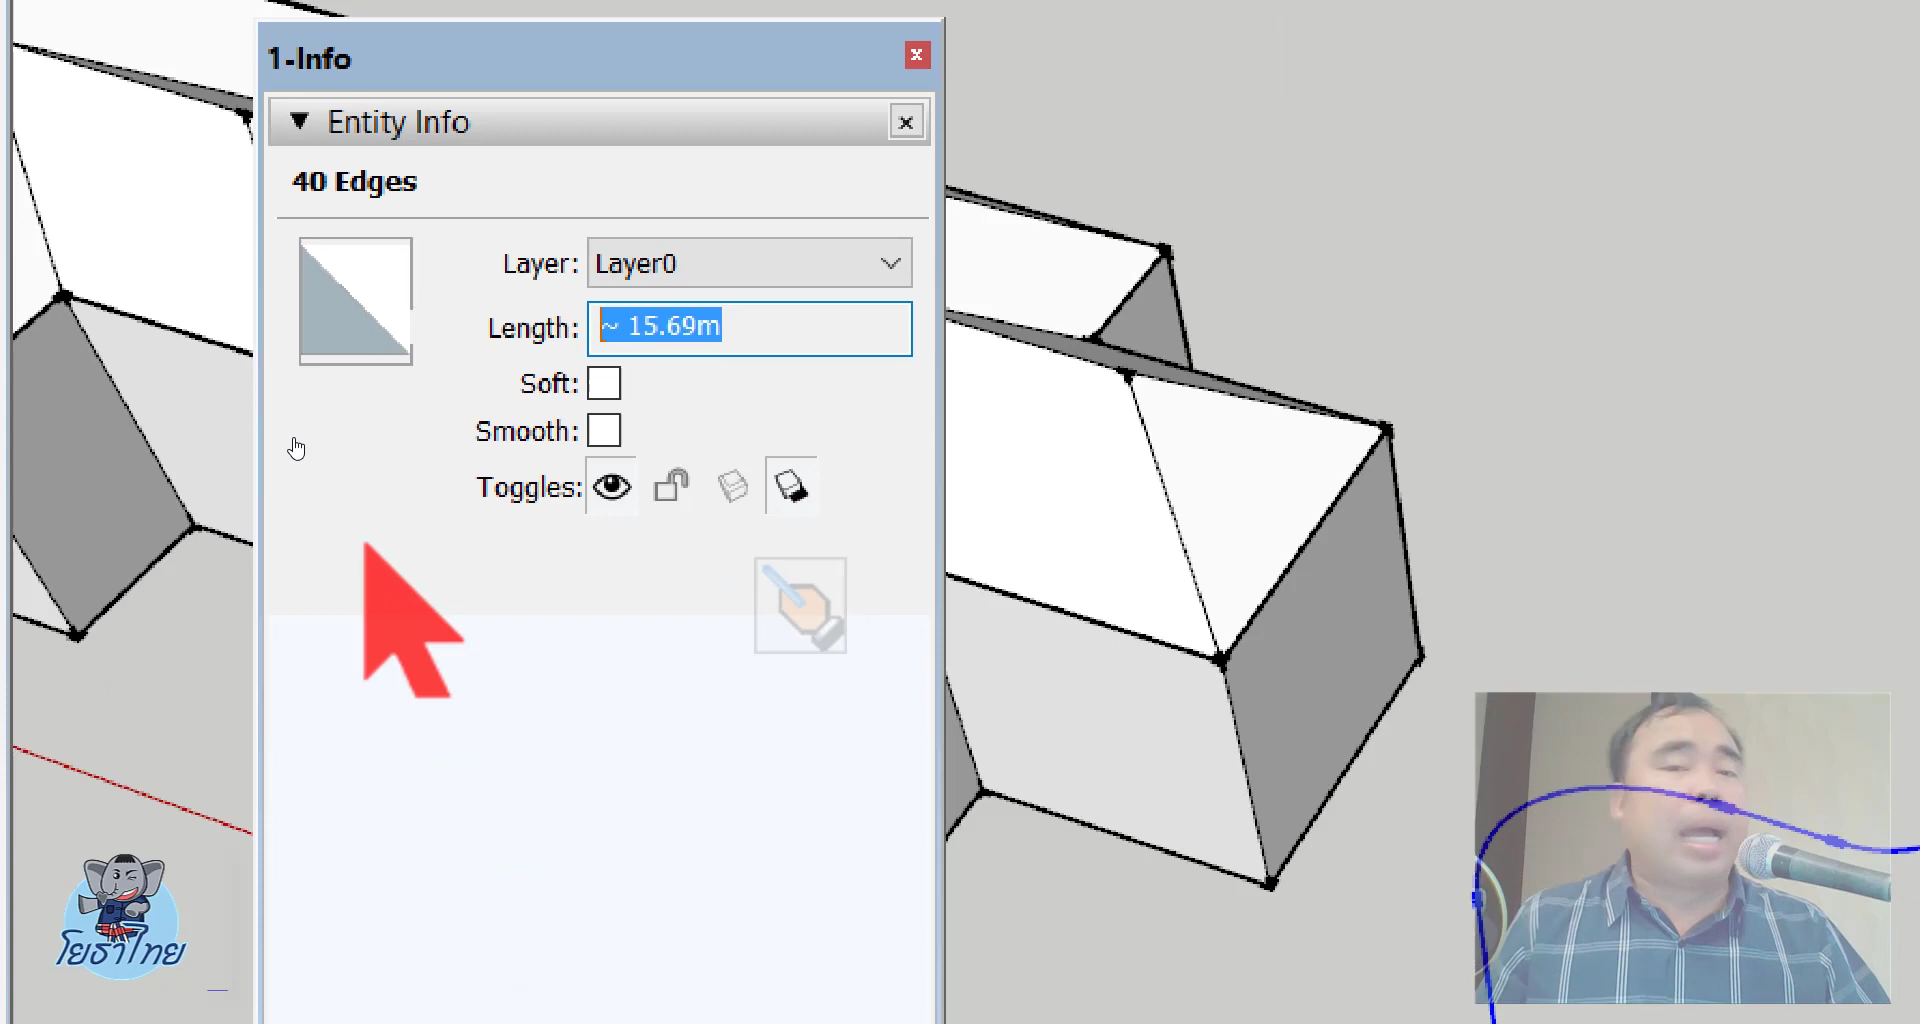 1-Info
Entity Info
40 Edges
Layer: Layer0
Length: ~ 15.69m
Soft:
Smooth:
Toggles:
โยธาไทย